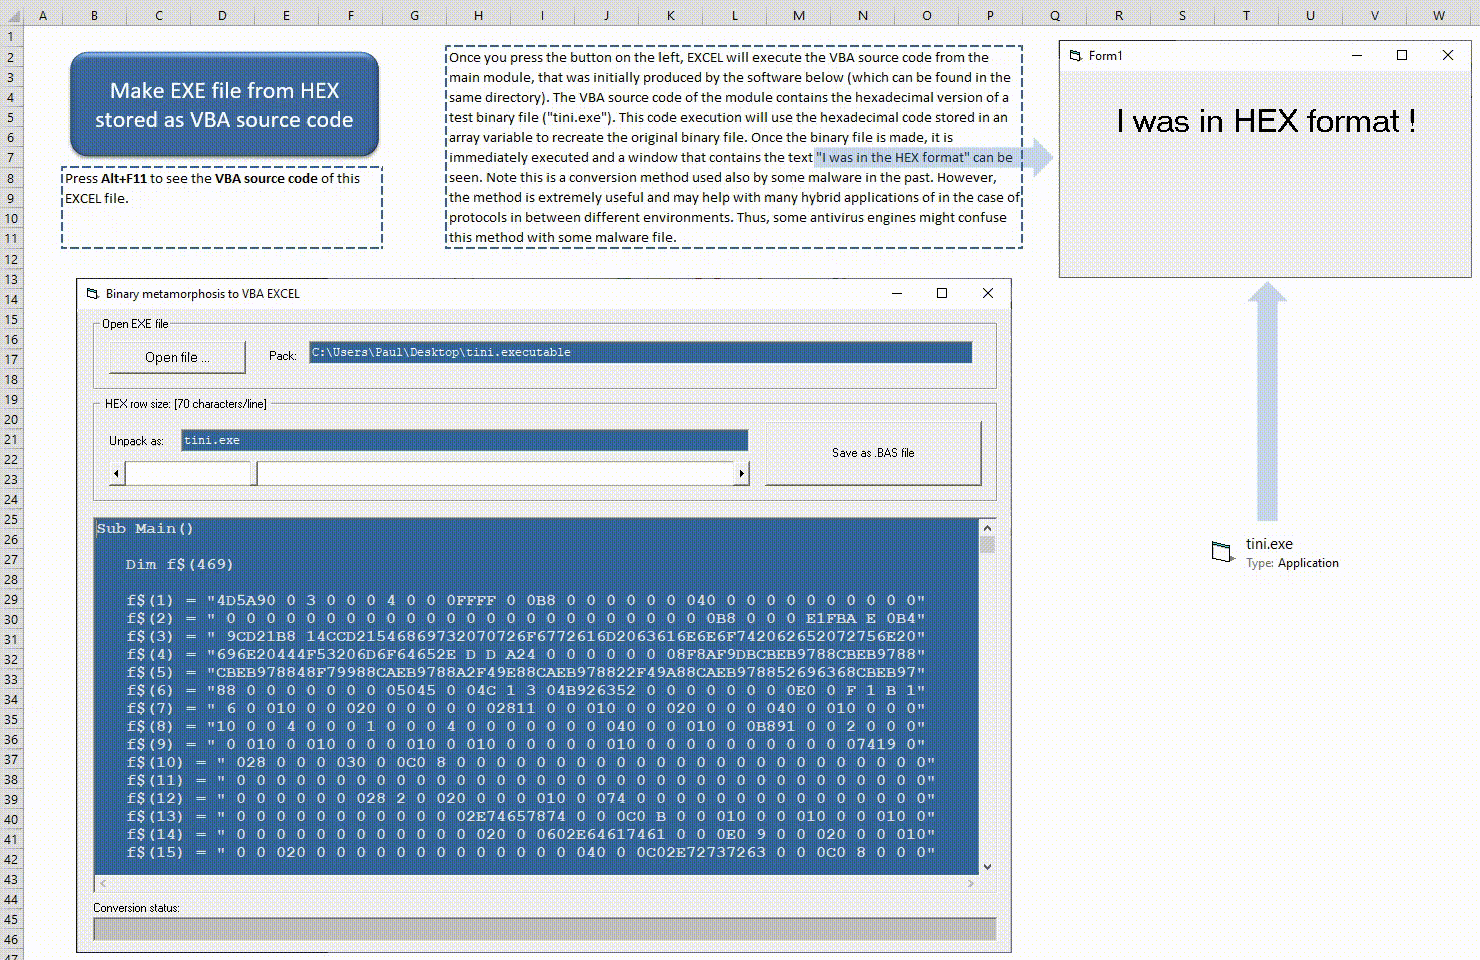 A B C D E F G H I J K L M N O P Q R S T U V W
1
2
3
4
5
6
7
8
9
10
11
12
13
14
15
16
17
18
19
20
21
22
23
24
25
26
27
28
29
30
31
32
33
34
35
36
37
38
39
40
41
42
43
44
45
46
47
Make EXE file from HEX
stored as VBA source code
Press Alt+F11 to see the VBA source code of this
EXCEL file.
Once you press the button on the left, EXCEL will execute the VBA source code from the
main module, that was initially produced by the software below (which can be found in the
same directory). The VBA source code of the module contains the hexadecimal version of a
test binary file ("tini.exe"). This code execution will use the hexadecimal code stored in an
array variable to recreate the original binary file. Once the binary file is made, it is
immediately executed and a window that contains the text "I was in the HEX format" can be
seen. Note this is a conversion method used also by some malware in the past. However,
the method is extremely useful and may help with many hybrid applications of in the case of
protocols in between different environments. Thus, some antivirus engines might confuse
this method with some malware file.
Form1
I was in HEX format !
tini.exe
Type: Application
Binary metamorphosis to VBA EXCEL
Open EXE file
Open file ...
Pack:
C:\Users\Paul\Desktop\tini.executable
HEX row size: [70 characters/line]
Unpack as:
tini.exe
Save as .BAS file
Sub Main()
Dim f$(469)
f$(1) = "4D5A90 0 3 0 0 0 4 0 0 0FFFF 0 0B8 0 0 0 0 0 0 040 0 0 0 0 0 0 0 0 0 0"
f$(2) = " 0 0 0 0 0 0 0 0 0 0 0 0 0 0 0 0 0 0 0 0 0 0 0 0 0B8 0 0 0 E1FBA E 0B4"
f$(3) = " 9CD21B8 14CCD21546869732070726F6772616D2063616E6E6F742062652072756E20"
f$(4) = "696E20444F53206D6F64652E D D A24 0 0 0 0 0 0 08F8AF9DBCBEB9788CBEB9788"
f$(5) = "CBEB978848F79988CAEB9788A2F49E88CAEB978822F49A88CAEB978852696368CBEB97"
f$(6) = "88 0 0 0 0 0 0 0 05045 0 04C 1 3 04B926352 0 0 0 0 0 0 0 0E0 0 F 1 B 1"
f$(7) = " 6 0 010 0 0 020 0 0 0 0 0 02811 0 0 010 0 0 020 0 0 0 040 0 010 0 0 0"
f$(8) = "10 0 0 4 0 0 0 1 0 0 0 4 0 0 0 0 0 0 0 040 0 0 010 0 0B891 0 0 2 0 0 0"
f$(9) = " 0 010 0 010 0 0 0 010 0 010 0 0 0 0 0 010 0 0 0 0 0 0 0 0 0 0 07419 0"
f$(10) = " 028 0 0 0 030 0 0C0 8 0 0 0 0 0 0 0 0 0 0 0 0 0 0 0 0 0 0 0 0 0 0 0 0"
f$(11) = " 0 0 0 0 0 0 0 0 0 0 0 0 0 0 0 0 0 0 0 0 0 0 0 0 0 0 0 0 0 0 0 0 0 0 0"
f$(12) = " 0 0 0 0 0 0 028 2 0 020 0 0 0 010 0 074 0 0 0 0 0 0 0 0 0 0 0 0 0 0 0"
f$(13) = " 0 0 0 0 0 0 0 0 0 0 0 02E74657874 0 0 0C0 B 0 0 010 0 0 010 0 0 010 0"
f$(14) = " 0 0 0 0 0 0 0 0 0 0 0 0 020 0 0602E64617461 0 0 0E0 9 0 0 020 0 0 010"
f$(15) = " 0 0 020 0 0 0 0 0 0 0 0 0 0 0 0 0 0 040 0 0C02E72737263 0 0 0C0 8 0 0 0"
Conversion status: